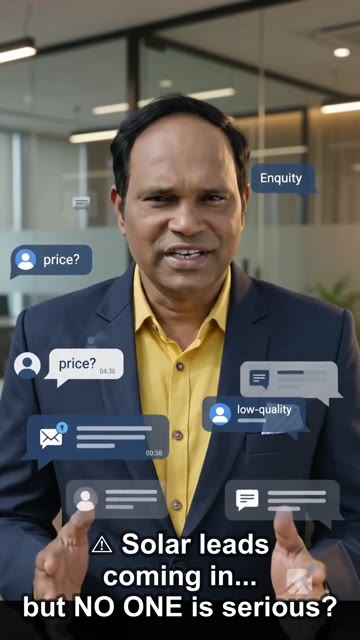 Enquity
price?
price?
04:36
low-quality
00:56
⚠ Solar leads
coming in...
but NO ONE is serious?